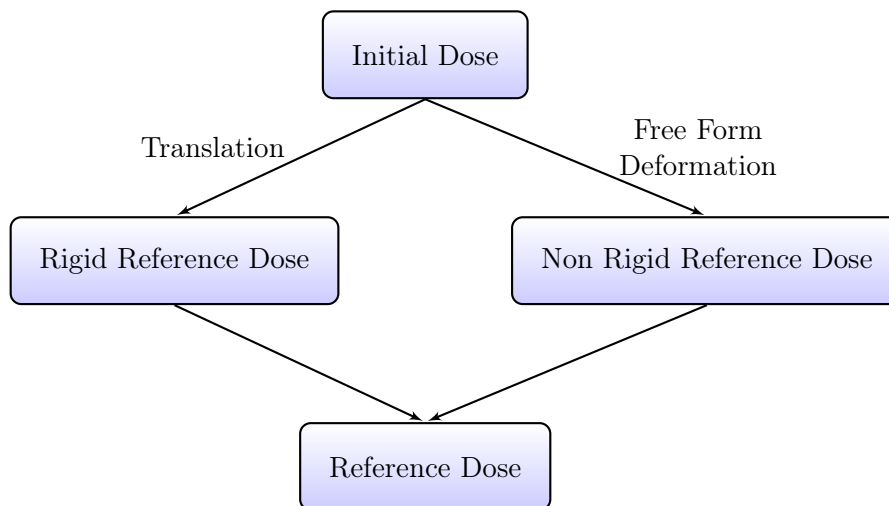 Initial Dose
Translation
Free Form
Deformation
Rigid Reference Dose
Non Rigid Reference Dose
Reference Dose